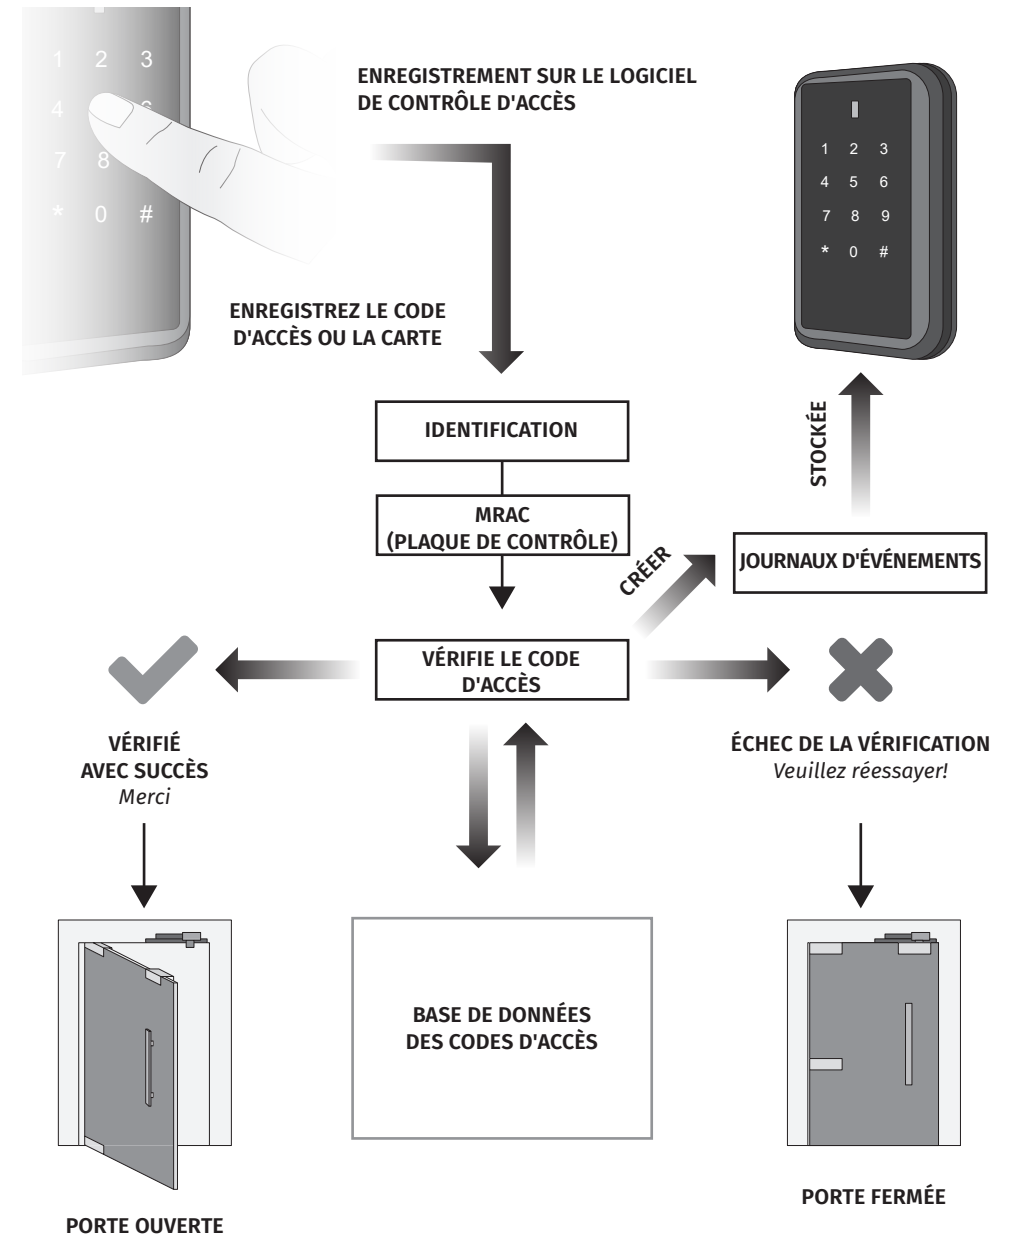 1 2 3
4 6
7 8
* 0 #
ENREGISTREMENT SUR LE LOGICIEL
DE CONTRÔLE D'ACCÈS
1 2 3
4 5 6
7 8 9
* 0 #
ENREGISTREZ LE CODE
D'ACCÈS OU LA CARTE
STOCKÉE
IDENTIFICATION
MRAC
(PLAQUE DE CONTRÔLE)
CRÉER
JOURNAUX D'ÉVÉNEMENTS
VÉRIFIE LE CODE
D'ACCÈS
VÉRIFIÉ
AVEC SUCCÈS
Merci
ÉCHEC DE LA VÉRIFICATION
Veuillez réessayer!
BASE DE DONNÉES
DES CODES D'ACCÈS
PORTE OUVERTE
PORTE FERMÉE